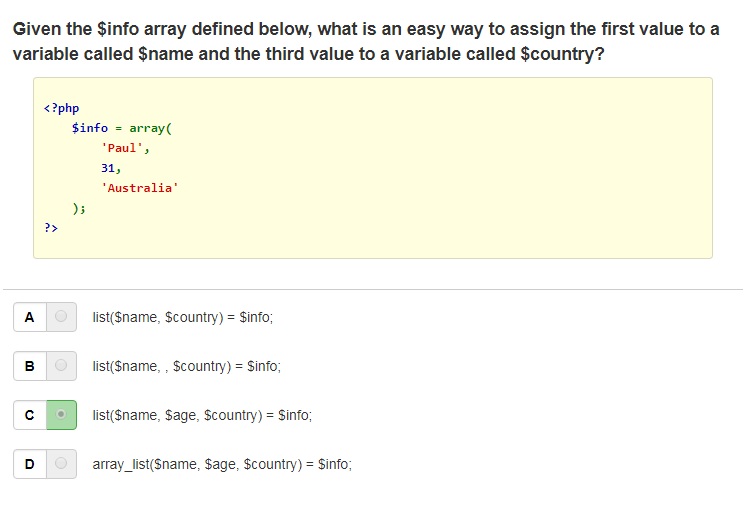 Given the $info array defined below, what is an easy way to assign the first value to a
variable called $name and the third value to a variable called $country?
<?php
$info = array(
'Paul',
31,
'Australia'
);
?>
A list($name, $country) = $info;
B list($name, , $country) = $info;
C list($name, $age, $country) = $info;
D array_list($name, $age, $country) = $info;